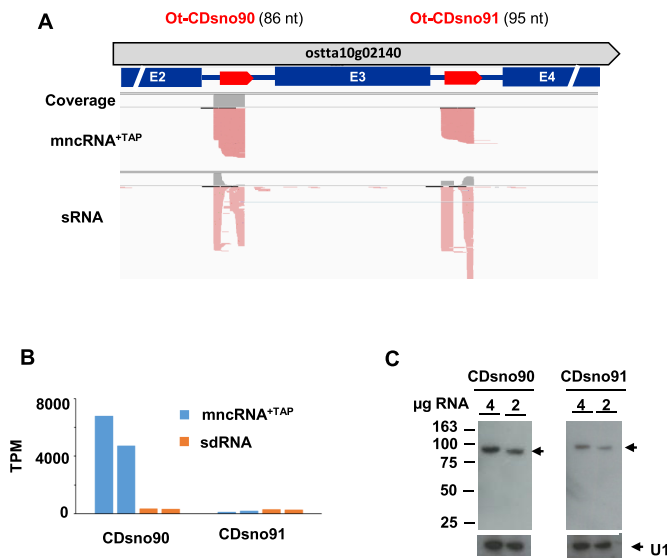 Ot-CDsno90 (86 nt) Ot-CDsno91 (95 nt)
A
ostta10g02140
E2 E3 E4
Coverage
mncRNA+TAP
sRNA
B
8000
4000
0
TPM
mncRNA+TAP
sdRNA
CDsno90 CDsno91
C
CDsno90 CDsno91
µg RNA 4 2 4 2
163
100
75
50
25
U1